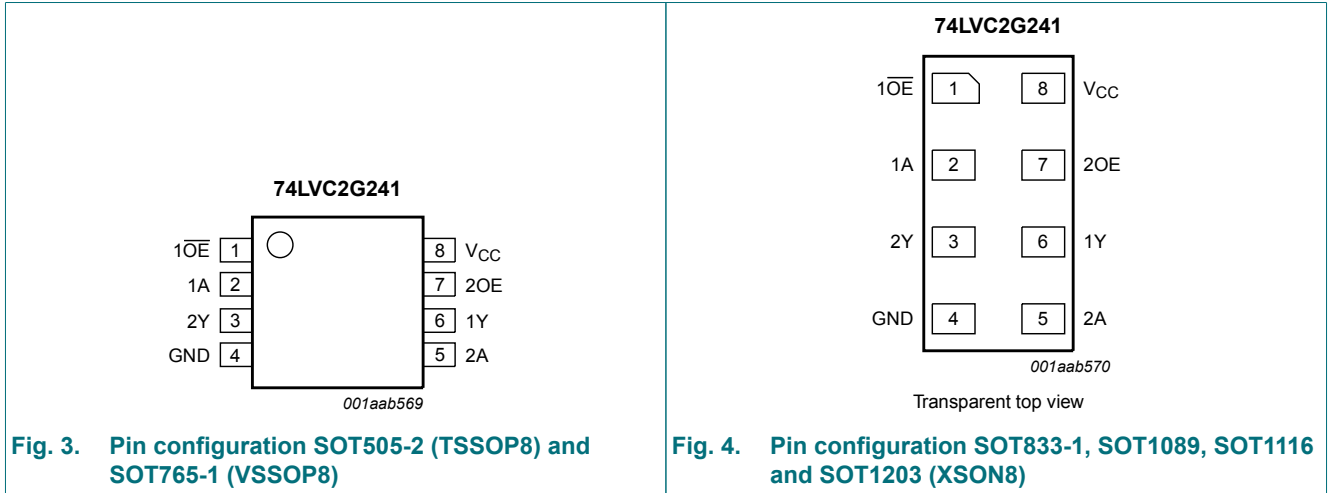 74LVC2G241
1O̅E̅ 1 8 VCC
1A 2 7 2OE
2Y 3 6 1Y
GND 4 5 2A
001aab569
Fig. 3. Pin configuration SOT505-2 (TSSOP8) and
SOT765-1 (VSSOP8)
74LVC2G241
1O̅E̅ 1 8 VCC
1A 2 7 2OE
2Y 3 6 1Y
GND 4 5 2A
001aab570
Transparent top view
Fig. 4. Pin configuration SOT833-1, SOT1089, SOT1116
and SOT1203 (XSON8)